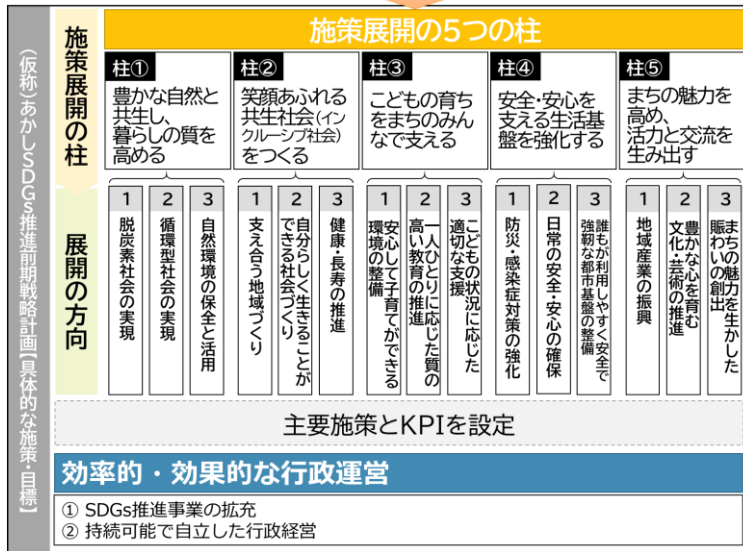 (仮称)あかしSDGs推進前期戦略計画【具体的な施策・目標】
施策展開の柱
施策展開の5つの柱
柱①
豊かな自然と
共生し、
暮らしの質を
高める
柱②
笑顔あふれる
共生社会(イン
クルーシブ社会)
をつくる
柱③
こどもの育ち
をまちのみん
なで支える
柱④
安全・安心を
支える生活基
盤を強化する
柱⑤
まちの魅力を
高め、
活力と交流を
生み出す
展開の方向
1
脱炭素社会の実現
2
循環型社会の実現
3
自然環境の保全と活用
1
支え合う地域づくり
2
自分らしく生きることが
できる社会づくり
3
健康・長寿の推進
1
安心して子育てができる
環境の整備
2
一人ひとりに応じた質の
高い教育の推進
3
こどもの状況に応じた
適切な支援
1
防災・感染症対策の強化
2
日常の安全・安心の確保
3
誰もが利用しやすく安全で
強靭な都市基盤の整備
1
地域産業の振興
2
豊かな心を育む
文化・芸術の推進
3
まちの魅力を生かした
賑わいの創出
主要施策とKPIを設定
効率的・効果的な行政運営
① SDGs推進事業の拡充
② 持続可能で自立した行政経営